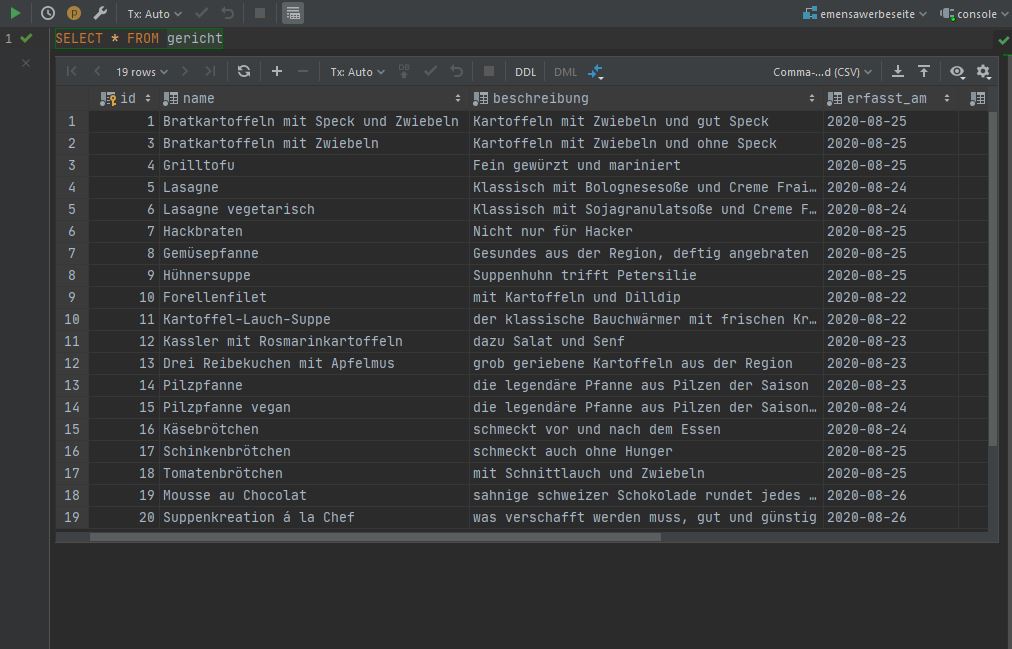 Tx: Auto emensawerbeseite console
1 SELECT * FROM gericht
19 rows Tx: Auto DB DDL DML Comma-...d (CSV)
id name beschreibung erfasst_am
1 1 Bratkartoffeln mit Speck und Zwiebeln Kartoffeln mit Zwiebeln und gut Speck 2020-08-25
2 3 Bratkartoffeln mit Zwiebeln Kartoffeln mit Zwiebeln und ohne Speck 2020-08-25
3 4 Grilltofu Fein gewürzt und mariniert 2020-08-25
4 5 Lasagne Klassisch mit Bolognesesoße und Creme Frai… 2020-08-24
5 6 Lasagne vegetarisch Klassisch mit Sojagranulatsoße und Creme F… 2020-08-24
6 7 Hackbraten Nicht nur für Hacker 2020-08-25
7 8 Gemüsepfanne Gesundes aus der Region, deftig angebraten 2020-08-25
8 9 Hühnersuppe Suppenhuhn trifft Petersilie 2020-08-25
9 10 Forellenfilet mit Kartoffeln und Dilldip 2020-08-22
10 11 Kartoffel-Lauch-Suppe der klassische Bauchwärmer mit frischen Kr… 2020-08-22
11 12 Kassler mit Rosmarinkartoffeln dazu Salat und Senf 2020-08-23
12 13 Drei Reibekuchen mit Apfelmus grob geriebene Kartoffeln aus der Region 2020-08-23
13 14 Pilzpfanne die legendäre Pfanne aus Pilzen der Saison 2020-08-23
14 15 Pilzpfanne vegan die legendäre Pfanne aus Pilzen der Saison… 2020-08-24
15 16 Käsebrötchen schmeckt vor und nach dem Essen 2020-08-24
16 17 Schinkenbrötchen schmeckt auch ohne Hunger 2020-08-25
17 18 Tomatenbrötchen mit Schnittlauch und Zwiebeln 2020-08-25
18 19 Mousse au Chocolat sahnige schweizer Schokolade rundet jedes … 2020-08-26
19 20 Suppenkreation á la Chef was verschafft werden muss, gut und günstig 2020-08-26